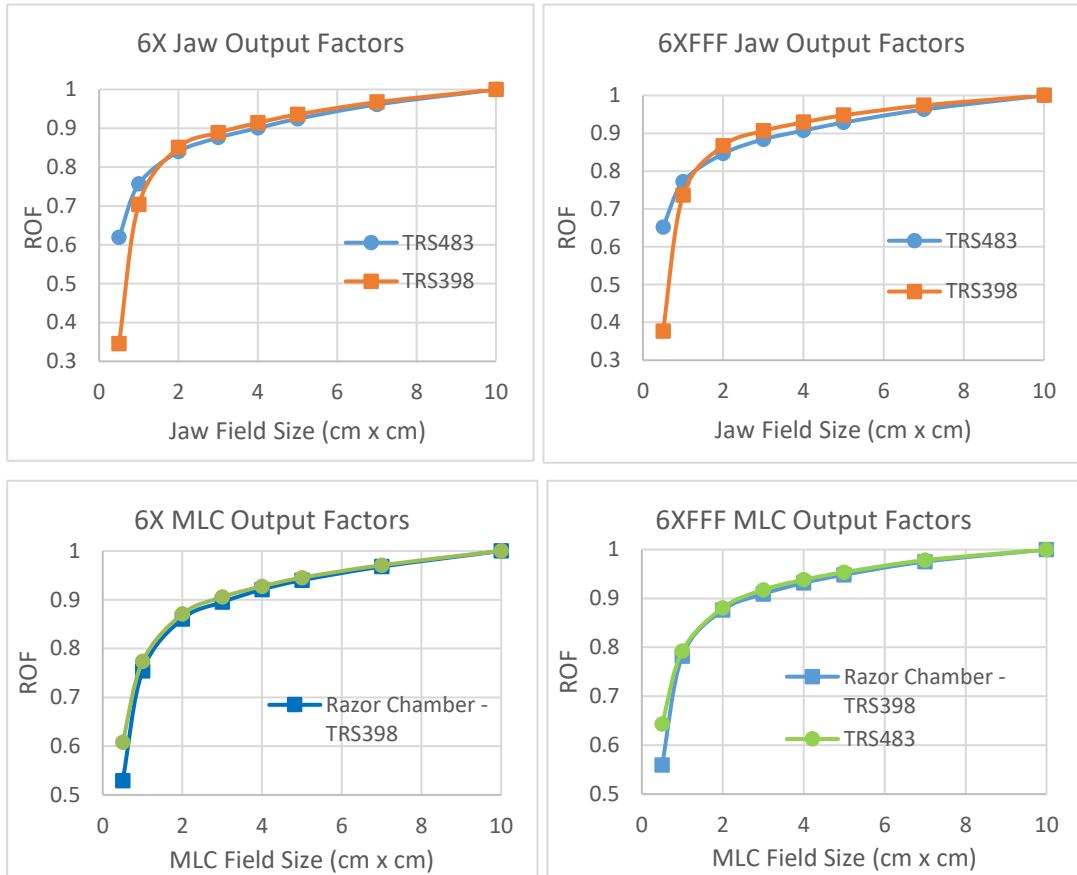 6X Jaw Output Factors
1
0.9
0.8
0.7
0.6
0.5
0.4
0.3
ROF
TRS483
TRS398
0 2 4 6 8 10
Jaw Field Size (cm x cm)
6XFFF Jaw Output Factors
1
0.9
0.8
0.7
0.6
0.5
0.4
0.3
ROF
TRS483
TRS398
0 2 4 6 8 10
Jaw Field Size (cm x cm)
6X MLC Output Factors
1
0.9
0.8
0.7
0.6
0.5
ROF
Razor Chamber -
TRS398
0 2 4 6 8 10
MLC Field Size (cm x cm)
6XFFF MLC Output Factors
1
0.9
0.8
0.7
0.6
0.5
ROF
Razor Chamber -
TRS398
TRS483
0 2 4 6 8 10
MLC Field Size (cm x cm)